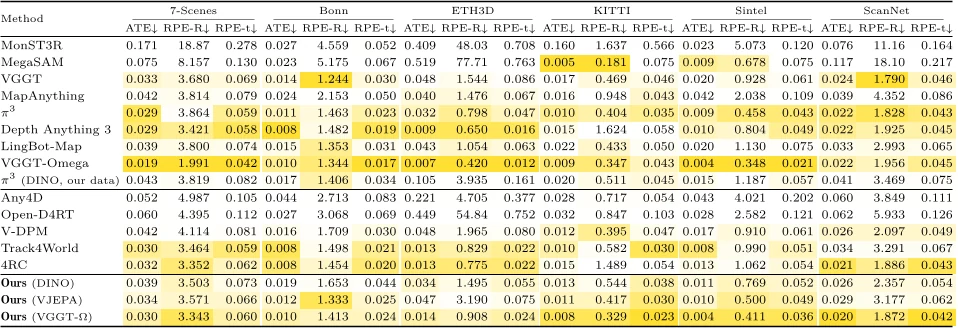 Method 7-Scenes Bonn ETH3D KITTI Sintel ScanNet
ATE↓ RPE-R↓ RPE-t↓ ATE↓ RPE-R↓ RPE-t↓ ATE↓ RPE-R↓ RPE-t↓ ATE↓ RPE-R↓ RPE-t↓ ATE↓ RPE-R↓ RPE-t↓ ATE↓ RPE-R↓ RPE-t↓
MonST3R 0.171 18.87 0.278 0.027 4.559 0.052 0.409 48.03 0.708 0.160 1.637 0.566 0.023 5.073 0.120 0.076 11.16 0.164
MegaSAM 0.075 8.157 0.130 0.023 5.175 0.067 0.519 77.71 0.763 0.005 0.181 0.075 0.009 0.678 0.075 0.117 18.10 0.217
VGGT 0.033 3.680 0.069 0.014 1.244 0.030 0.048 1.544 0.086 0.017 0.469 0.046 0.020 0.928 0.061 0.024 1.790 0.046
MapAnything 0.042 3.814 0.079 0.024 2.153 0.050 0.040 1.476 0.067 0.016 0.948 0.043 0.042 2.038 0.109 0.039 4.352 0.086
π³ 0.029 3.864 0.059 0.011 1.463 0.023 0.032 0.798 0.047 0.010 0.404 0.035 0.009 0.458 0.043 0.022 1.828 0.043
Depth Anything 3 0.029 3.421 0.058 0.008 1.482 0.019 0.009 0.650 0.016 0.015 1.624 0.058 0.010 0.804 0.049 0.022 1.925 0.045
LingBot-Map 0.039 3.800 0.074 0.015 1.353 0.031 0.043 1.054 0.063 0.022 0.433 0.050 0.020 1.130 0.075 0.033 2.993 0.065
VGGT-Omega 0.019 1.991 0.042 0.010 1.344 0.017 0.007 0.420 0.012 0.009 0.347 0.043 0.004 0.348 0.021 0.022 1.956 0.045
π³ (DINO, our data) 0.043 3.819 0.082 0.017 1.406 0.034 0.105 3.935 0.161 0.020 0.511 0.045 0.015 1.187 0.057 0.041 3.469 0.075
Any4D 0.052 4.987 0.105 0.044 2.713 0.083 0.221 4.705 0.377 0.028 0.717 0.054 0.043 4.021 0.202 0.060 3.849 0.111
Open-D4RT 0.060 4.395 0.112 0.027 3.068 0.069 0.449 54.84 0.752 0.032 0.847 0.103 0.028 2.582 0.121 0.062 5.933 0.126
V-DPM 0.042 4.114 0.081 0.016 1.709 0.030 0.048 1.965 0.080 0.012 0.395 0.047 0.017 0.910 0.061 0.026 2.097 0.049
Track4World 0.030 3.464 0.059 0.008 1.498 0.021 0.013 0.829 0.022 0.010 0.582 0.030 0.008 0.990 0.051 0.034 3.291 0.067
4RC 0.032 3.352 0.062 0.008 1.454 0.020 0.013 0.775 0.022 0.015 1.489 0.054 0.013 1.062 0.054 0.021 1.886 0.043
Ours (DINO) 0.039 3.503 0.073 0.019 1.653 0.044 0.034 1.495 0.055 0.013 0.544 0.038 0.011 0.769 0.052 0.026 2.357 0.054
Ours (VJEPA) 0.034 3.571 0.066 0.012 1.333 0.025 0.047 3.190 0.075 0.011 0.417 0.030 0.010 0.500 0.049 0.029 3.177 0.062
Ours (VGGT-Ω) 0.030 3.343 0.060 0.010 1.413 0.024 0.014 0.908 0.024 0.008 0.329 0.023 0.004 0.411 0.036 0.020 1.872 0.042